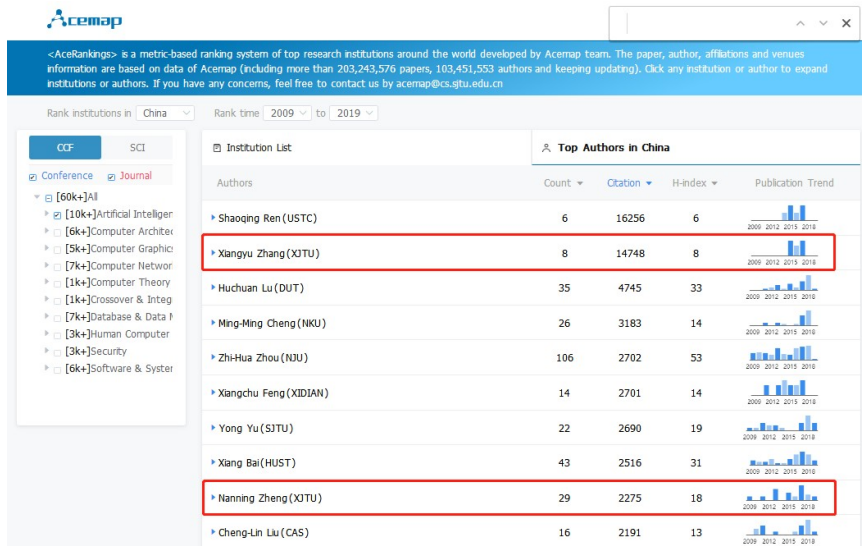 Acemap
<AceRankings> is a metric-based ranking system of top research institutions around the world developed by Acemap team. The paper, author, affiliations and venues
information are based on data of Acemap (including more than 203,243,576 papers, 103,451,553 authors and keeping updating). Click any institution or author to expand
institutions or authors. If you have any concerns, feel free to contact us by acemap@cs.sjtu.edu.cn
Rank institutions in China Rank time 2009 to 2019
CCF SCI
Conference Journal
[60k+]All
[10k+]Artificial Intelligen
[6k+]Computer Architec
[5k+]Computer Graphic
[7k+]Computer Networ
[1k+]Computer Theory
[1k+]Crossover & Integ
[7k+]Database & Data M
[3k+]Human Computer
[3k+]Security
[6k+]Software & System
Institution List Top Authors in China
Authors Count Citation H-index Publication Trend
Shaoqing Ren(USTC) 6 16256 6
2009 2012 2015 2018
Xiangyu Zhang(XJTU) 8 14748 8
2009 2012 2015 2018
Huchuan Lu(DUT) 35 4745 33
2009 2012 2015 2018
Ming-Ming Cheng(NKU) 26 3183 14
2009 2012 2015 2018
Zhi-Hua Zhou(NJU) 106 2702 53
2009 2012 2015 2018
Xiangchu Feng(XIDIAN) 14 2701 14
2009 2012 2015 2018
Yong Yu(SJTU) 22 2690 19
2009 2012 2015 2018
Xiang Bai(HUST) 43 2516 31
2009 2012 2015 2018
Nanning Zheng(XJTU) 29 2275 18
2009 2012 2015 2018
Cheng-Lin Liu(CAS) 16 2191 13
2009 2012 2015 2018